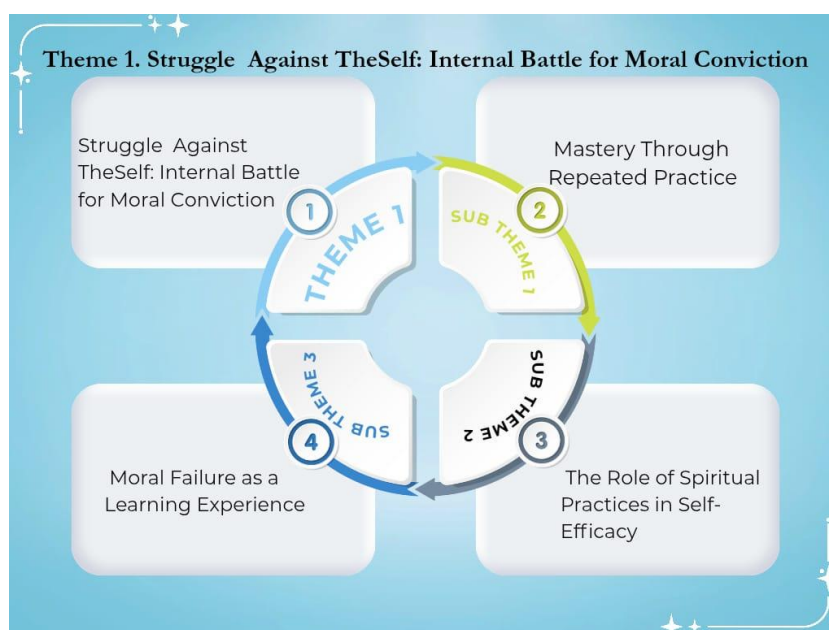 Theme 1. Struggle Against TheSelf: Internal Battle for Moral Conviction
Struggle Against
TheSelf: Internal Battle
for Moral Conviction
1
THEME 1
Mastery Through
Repeated Practice
2
SUB THEME 1
The Role of Spiritual
Practices in Self-
Efficacy
3
SUB THEME 2
Moral Failure as a
Learning Experience
4
SUB THEME 3